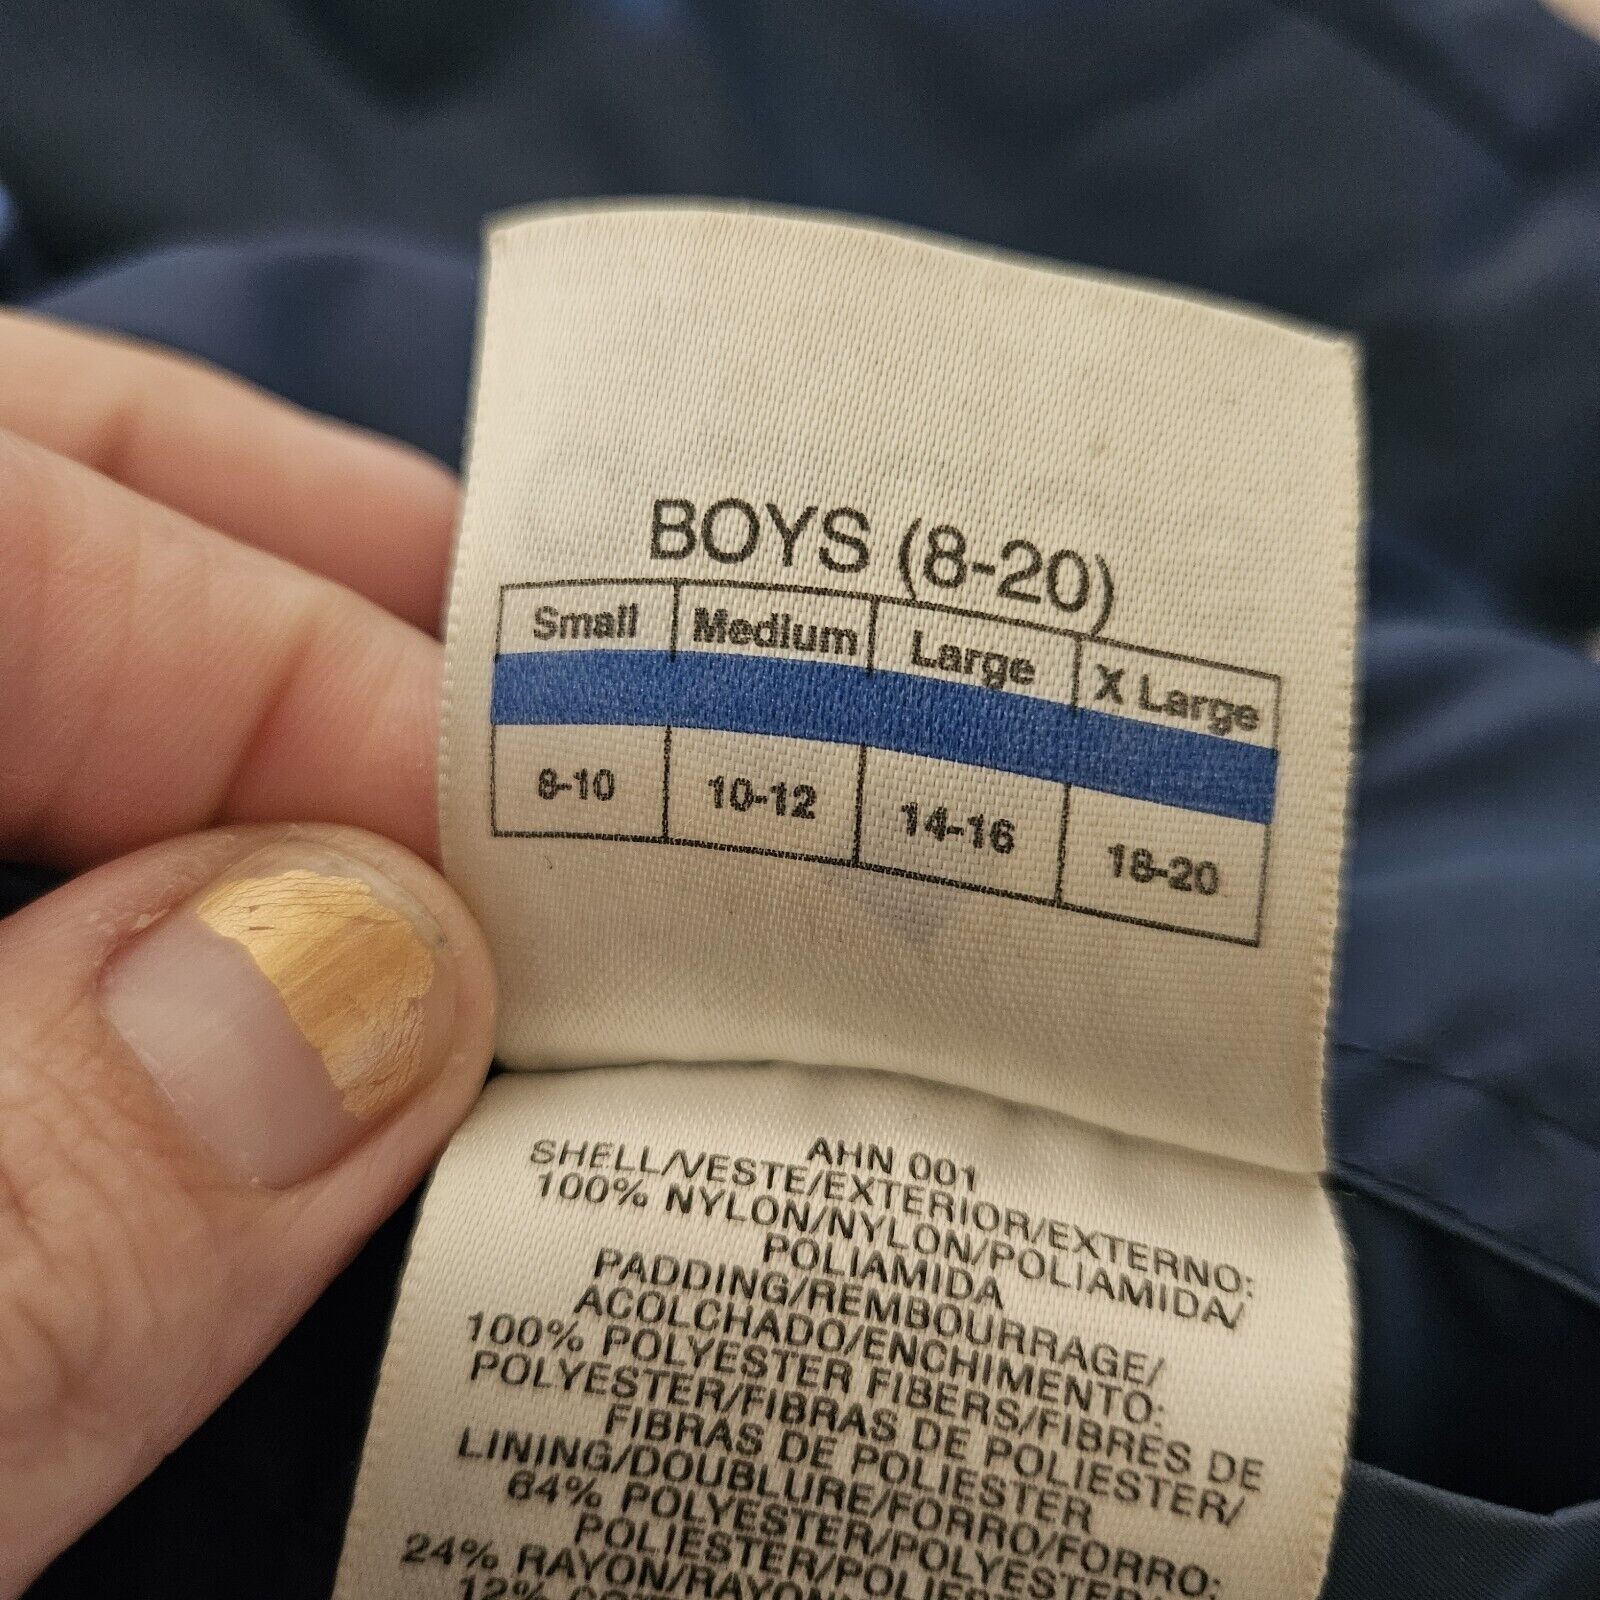 BOYS (8-20)
Small Medium Large X Large
8-10 10-12 14-16 18-20
AHN 001
SHELL/VESTE/EXTERIOR/EXTERNO:
100% NYLON/NYLON/POLIAMIDA/
POLIAMIDA
PADDING/REMBOURRAGE/
ACOLCHADO/ENCHIMENTO:
100% POLYESTER FIBERS/FIBRES DE
POLYESTER/FIBRAS DE POLIESTER/
FIBRAS DE POLIESTER
LINING/DOUBLURE/FORRO/FORRO:
64% POLYESTER/POLYESTER/
POLIESTER/POLIESTER
24% RAYON/RAYON/
12%